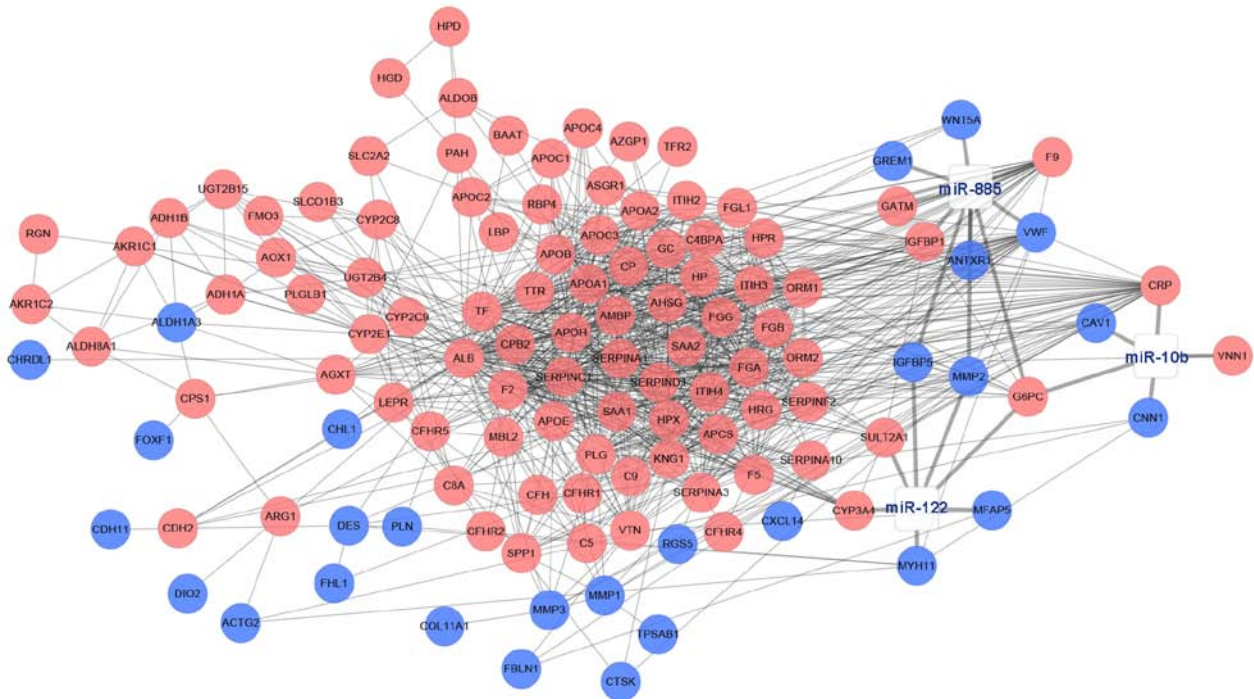 HPD
HGD
ALDOB
BAAT
APOC4
AZGP1
TFR2
WNT5A
SLC2A2
PAH
APOC1
ASGR1
GREM1
miR-885
F9
UGT2B15
SLCO1B3
APOC2
RBP4
APOA2
ITIH2
FGL1
GATM
ADH1B
FMO3
CYP2C8
LBP
APOC3
C4BPA
HPR
IGFBP1
VWF
RGN
AKR1C1
AOX1
APOB
CP
GC
HP
ITIH3
ORM1
ANTXR1
UGT2B4
TTR
APOA1
AHSG
CRP
AKR1C2
ADH1A
PLGLB1
TF
AMBP
FGG
FGB
ALDH1A3
CYP2C9
CYP2E1
CPB2
APOH
SAA2
CAV1
ALDH8A1
ALB
SERPINA1
ORM2
CHRDL1
AGXT
SERPINC1
SERPIND1
FGA
IGFBP5
miR-10b
VNN1
MMP2
CPS1
LEPR
F2
ITIH4
SERPINF2
G6PC
SAA1
HRG
FOXF1
CHL1
CFHR5
MBL2
APOE
HPX
APCS
SULT2A1
CNN1
PLG
KNG1
SERPINA10
C8A
CFH
CFHR1
C9
SERPINA3
F5
CDH11
CDH2
ARG1
DES
PLN
CFHR2
VTN
CFHR4
CXCL14
CYP3A4
miR-122
MFAP5
SPP1
C5
RGS5
MYH11
DIO2
FHL1
MMP3
MMP1
ACTG2
COL11A1
TPSAB1
FBLN1
CTSK